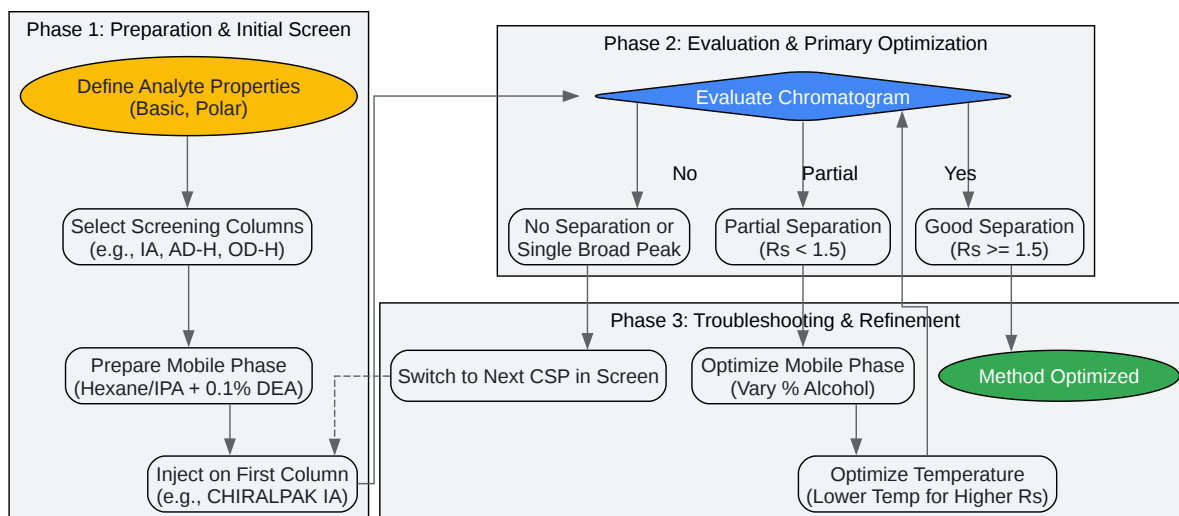 Phase 1: Preparation & Initial Screen
Define Analyte Properties
(Basic, Polar)
Select Screening Columns
(e.g., IA, AD-H, OD-H)
Prepare Mobile Phase
(Hexane/IPA + 0.1% DEA)
Inject on First Column
(e.g., CHIRALPAK IA)
Phase 2: Evaluation & Primary Optimization
Evaluate Chromatogram
No
Partial
Yes
No Separation or
Single Broad Peak
Partial Separation
(Rs < 1.5)
Good Separation
(Rs >= 1.5)
Phase 3: Troubleshooting & Refinement
Switch to Next CSP in Screen
Optimize Mobile Phase
(Vary % Alcohol)
Method Optimized
Optimize Temperature
(Lower Temp for Higher Rs)